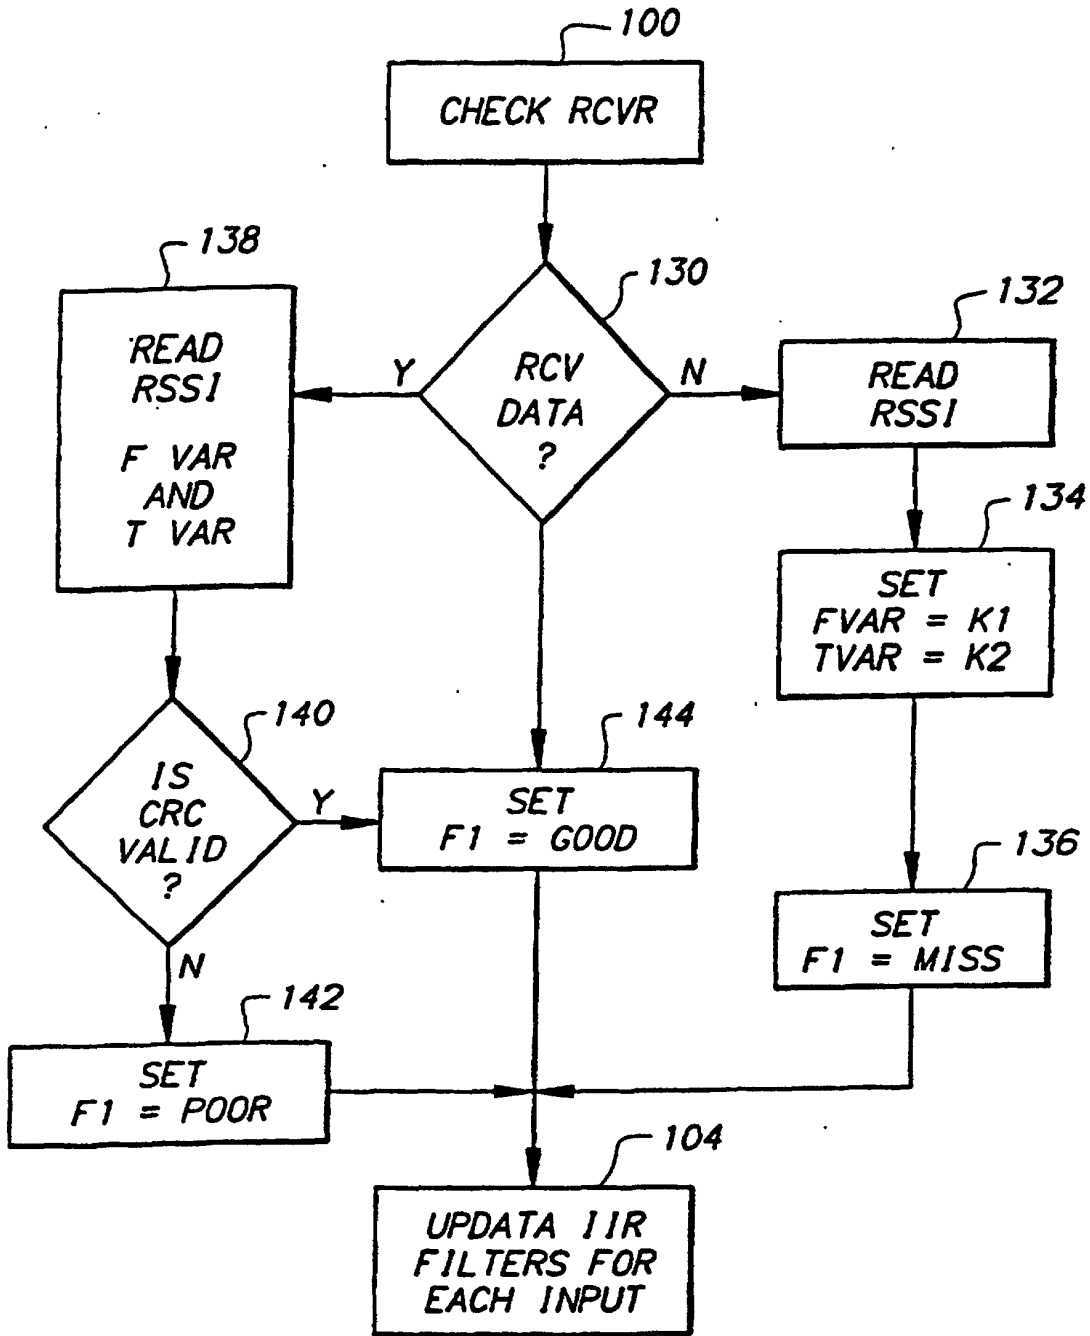 100
CHECK RCVR
138
READ
RSSI
F VAR
AND
T VAR
130
Y
RCV
DATA
?
N
132
READ
RSSI
134
SET
FVAR = K1
TVAR = K2
140
IS
CRC
VALID
?
Y
N
144
SET
F1 = GOOD
136
SET
F1 = MISS
142
SET
F1 = POOR
104
UPDATA IIR
FILTERS FOR
EACH INPUT